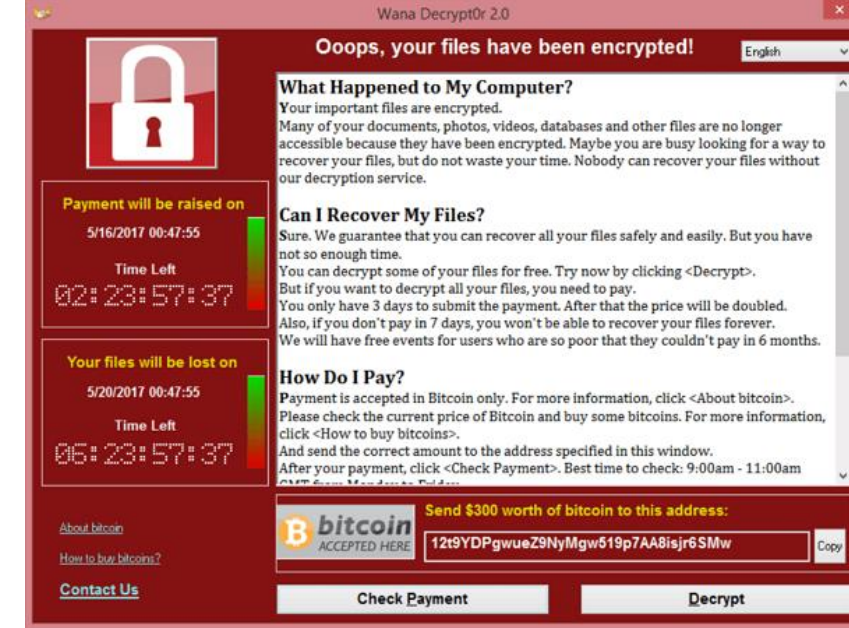 Wana Decrypt0r 2.0
Ooops, your files have been encrypted!
English
What Happened to My Computer?
Your important files are encrypted.
Many of your documents, photos, videos, databases and other files are no longer
accessible because they have been encrypted. Maybe you are busy looking for a way to
recover your files, but do not waste your time. Nobody can recover your files without
our decryption service.
Can I Recover My Files?
Sure. We guarantee that you can recover all your files safely and easily. But you have
not so enough time.
You can decrypt some of your files for free. Try now by clicking <Decrypt>.
But if you want to decrypt all your files, you need to pay.
You only have 3 days to submit the payment. After that the price will be doubled.
Also, if you don't pay in 7 days, you won't be able to recover your files forever.
We will have free events for users who are so poor that they couldn't pay in 6 months.
How Do I Pay?
Payment is accepted in Bitcoin only. For more information, click <About bitcoin>.
Please check the current price of Bitcoin and buy some bitcoins. For more information,
click <How to buy bitcoins>.
And send the correct amount to the address specified in this window.
After your payment, click <Check Payment>. Best time to check: 9:00am - 11:00am
GMT from Monday to Friday
Payment will be raised on
5/16/2017 00:47:55
Time Left
02:23:57:37
Your files will be lost on
5/20/2017 00:47:55
Time Left
06:23:57:37
About bitcoin
How to buy bitcoins?
Contact Us
bitcoin
ACCEPTED HERE
Send $300 worth of bitcoin to this address:
12t9YDPgwueZ9NyMgw519p7AA8isjr6SMw
Copy
Check Payment
Decrypt